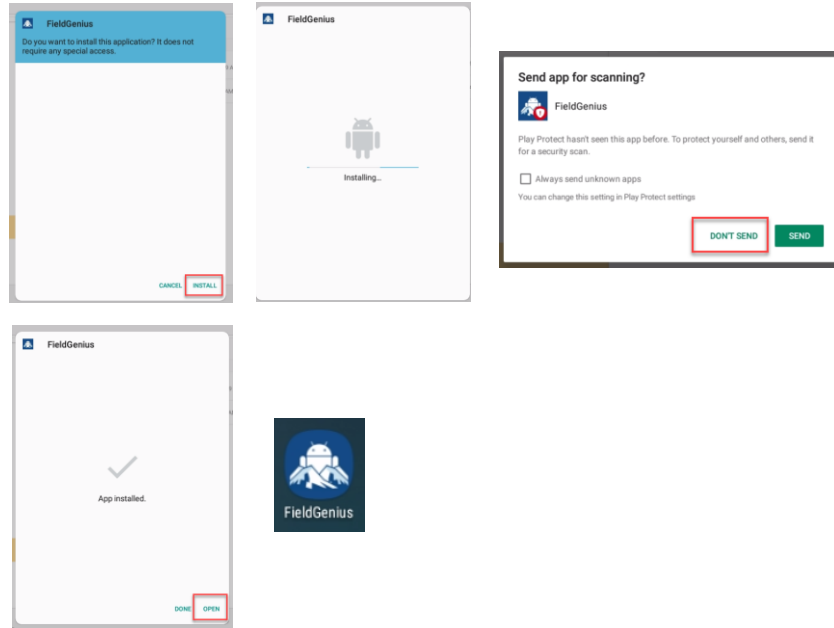 FieldGenius
Do you want to install this application? It does not
require any special access.
CANCEL INSTALL
FieldGenius
Installing...
Send app for scanning?
FieldGenius
Play Protect hasn't seen this app before. To protect yourself and others, send it
for a security scan.
Always send unknown apps
You can change this setting in Play Protect settings
DON'T SEND SEND
FieldGenius
App installed.
DONE OPEN
FieldGenius